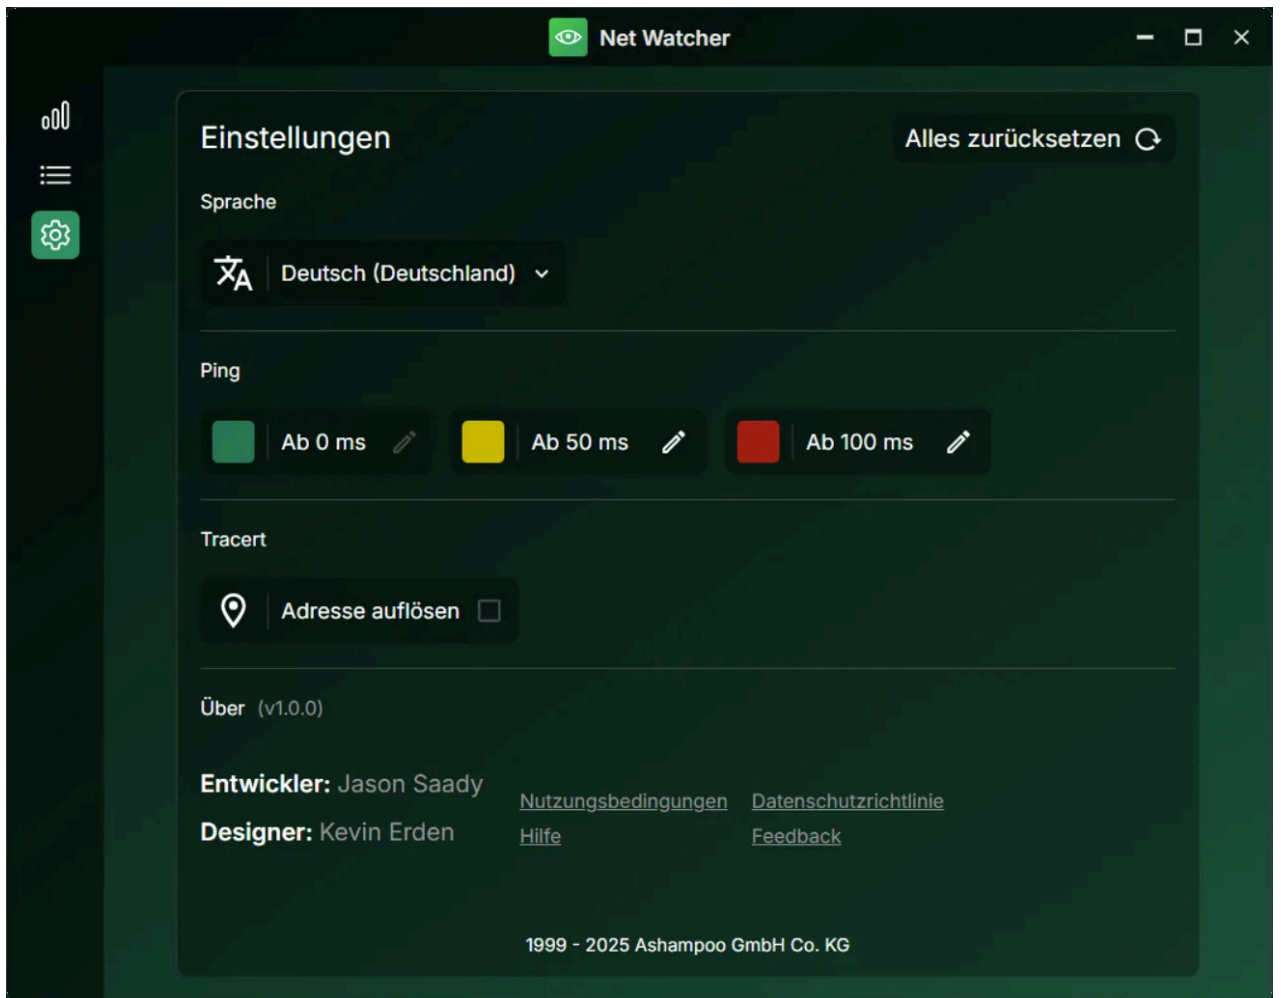 Net Watcher
Einstellungen
Alles zurücksetzen
Sprache
Deutsch (Deutschland)
Ping
Ab 0 ms
Ab 50 ms
Ab 100 ms
Tracert
Adresse auflösen
Über (v1.0.0)
Entwickler: Jason Saady
Designer: Kevin Erden
Nutzungsbedingungen
Datenschutzrichtlinie
Hilfe
Feedback
1999 - 2025 Ashampoo GmbH Co. KG